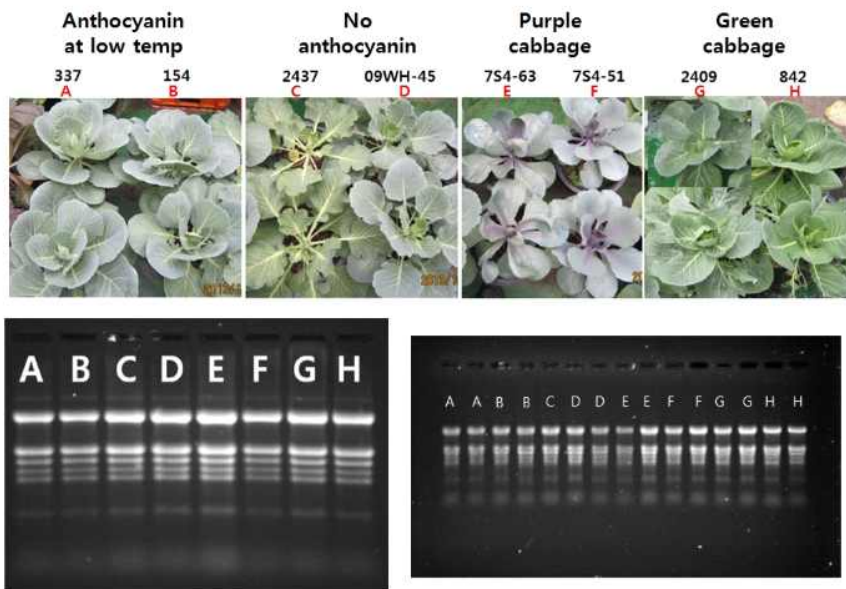 Anthocyanin at low temp
No anthocyanin
Purple cabbage
Green cabbage
337 154 2437 09WH-45 7S4-63 7S4-51 2409 842
A B C D E F G H
A B C D E F G H
A A B B C D D E E F F G G H H